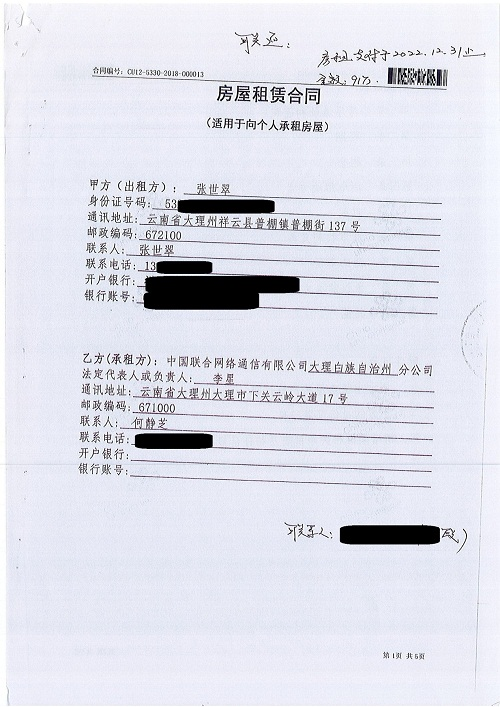 联
房租支付于2022.12.31止
合同编号: CU12-5330-2018-000013
金额: 9万
房屋租赁合同
(适用于向个人承租房屋)
甲方(出租方): 张世翠
身份证号码: 53
通讯地址: 云南省大理州祥云县普棚镇普棚街137号
邮政编码: 672100
联系人: 张世翠
联系电话: 13
开户银行:
银行账号:
乙方(承租方): 中国联合网络通信有限公司大理白族自治州 分公司
法定代表人或负责人: 李星
通讯地址: 云南省大理州大理市下关云岭大道17号
邮政编码: 671000
联系人: 何静芝
联系电话:
开户银行:
银行账号:
联系人:
第1页 共5页